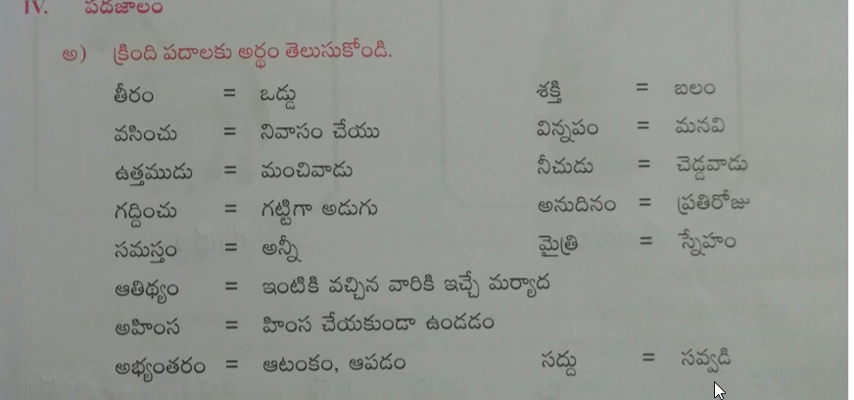 IV. పదజాలం
అ) క్రింది పదాలకు అర్థం తెలుసుకోండి.
తీరం = ఒడ్డు శక్తి = బలం
వసించు = నివాసం చేయు విన్నపం = మనవి
ఉత్తముడు = మంచివాడు నీచుడు = చెడ్డవాడు
గద్దించు = గట్టిగా అడుగు అనుదినం = ప్రతిరోజు
సమస్తం = అన్నీ మైత్రి = స్నేహం
ఆతిథ్యం = ఇంటికి వచ్చిన వారికి ఇచ్చే మర్యాద
అహింస = హింస చేయకుండా ఉండడం
అభ్యంతరం = ఆటంకం, ఆపడం సద్దు = సవ్వడి